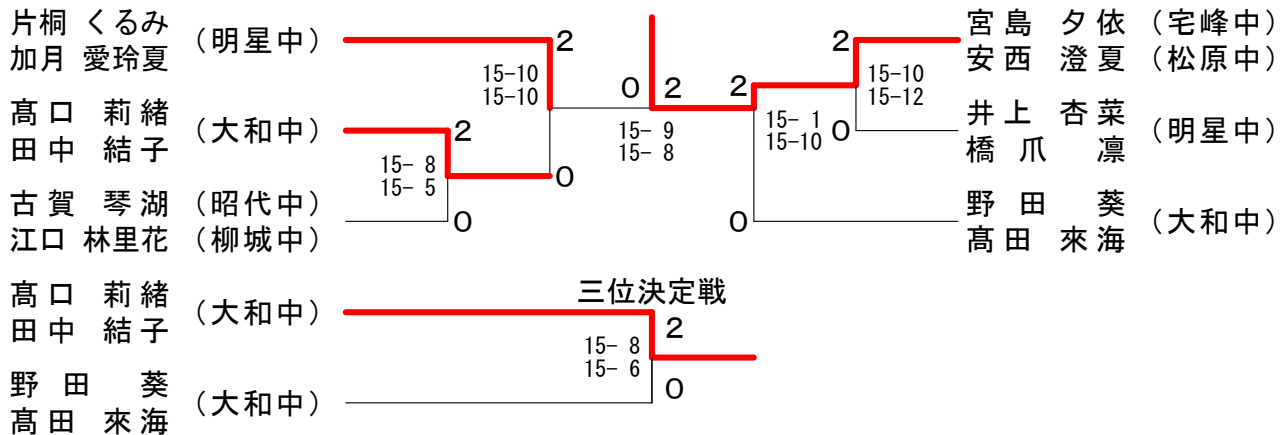 片桐 くるみ
加月 愛玲夏
(明星中)
髙口 莉緒
田中 結子
(大和中)
古賀 琴湖 (昭代中)
江口 林里花 (柳城中)
2
15-10
15-10
0
2
15- 8
15- 5
0
0 2
15- 9
15- 8
2
15- 1
15-10
0
2
15-10
15-12
0
宮島 夕依 (宅峰中)
安西 澄夏 (松原中)
井上 杏菜
橋爪 凛
(明星中)
野田 葵
髙田 來海
(大和中)
三位決定戦
髙口 莉緒
田中 結子
(大和中)
野田 葵
髙田 來海
(大和中)
15- 8
15- 6
2
0